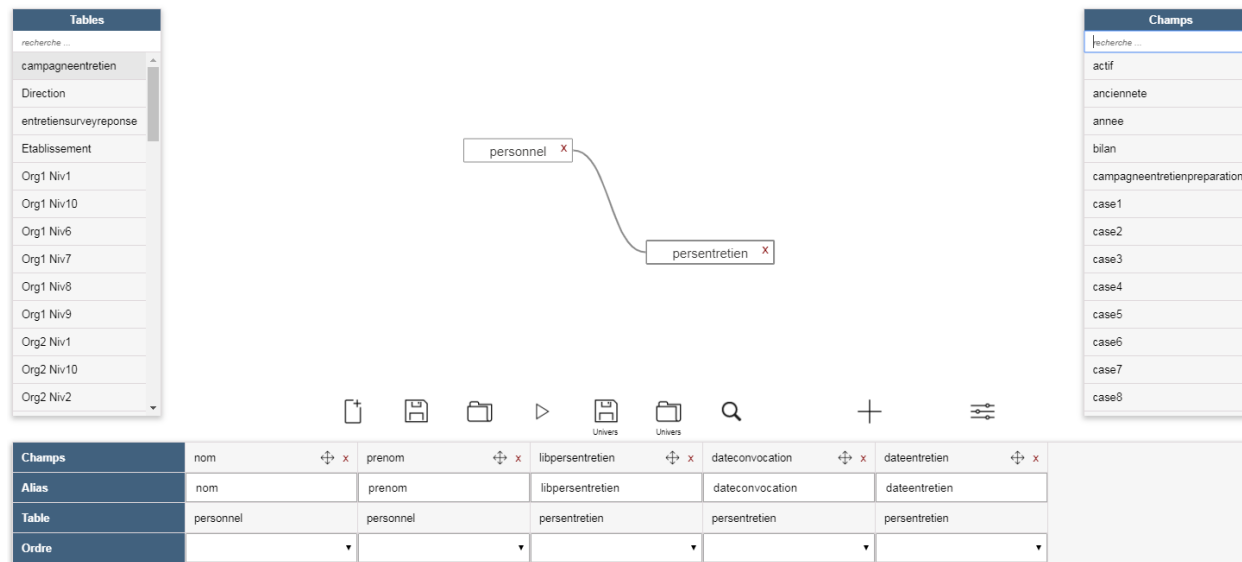 Tables
recherche ...
campagneentretien
Direction
entretiensurveyreponse
Etablissement
Org1 Niv1
Org1 Niv10
Org1 Niv6
Org1 Niv7
Org1 Niv8
Org1 Niv9
Org2 Niv1
Org2 Niv10
Org2 Niv2
personnel x
persentretien x
Champs
recherche ...
actif
anciennete
annee
bilan
campagneentretienpreparation
case1
case2
case3
case4
case5
case6
case7
case8
Univers Univers
Champs nom x prenom x libpersentretien x dateconvocation x dateentretien x
Alias nom prenom libpersentretien dateconvocation dateentretien
Table personnel personnel persentretien persentretien persentretien
Ordre